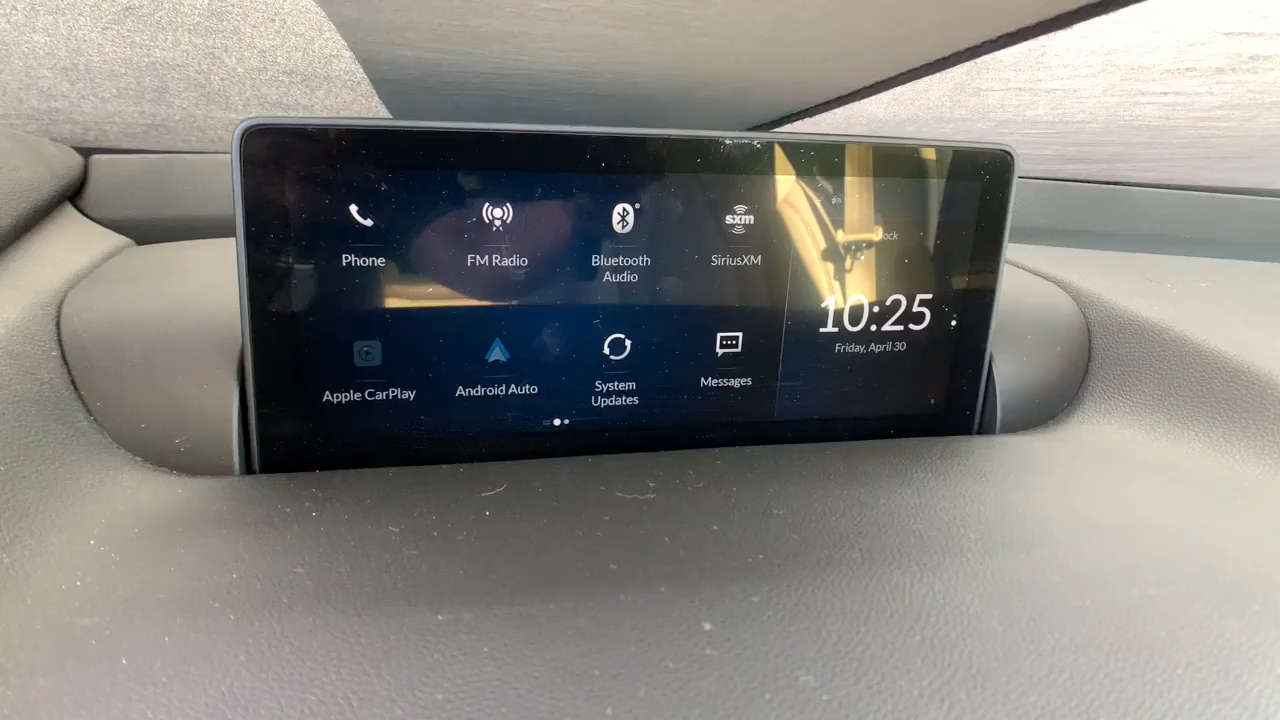 Phone
FM Radio
Bluetooth
Audio
sxm
SiriusXM
Apple CarPlay
Android Auto
System
Updates
Messages
10:25
Friday, April 30